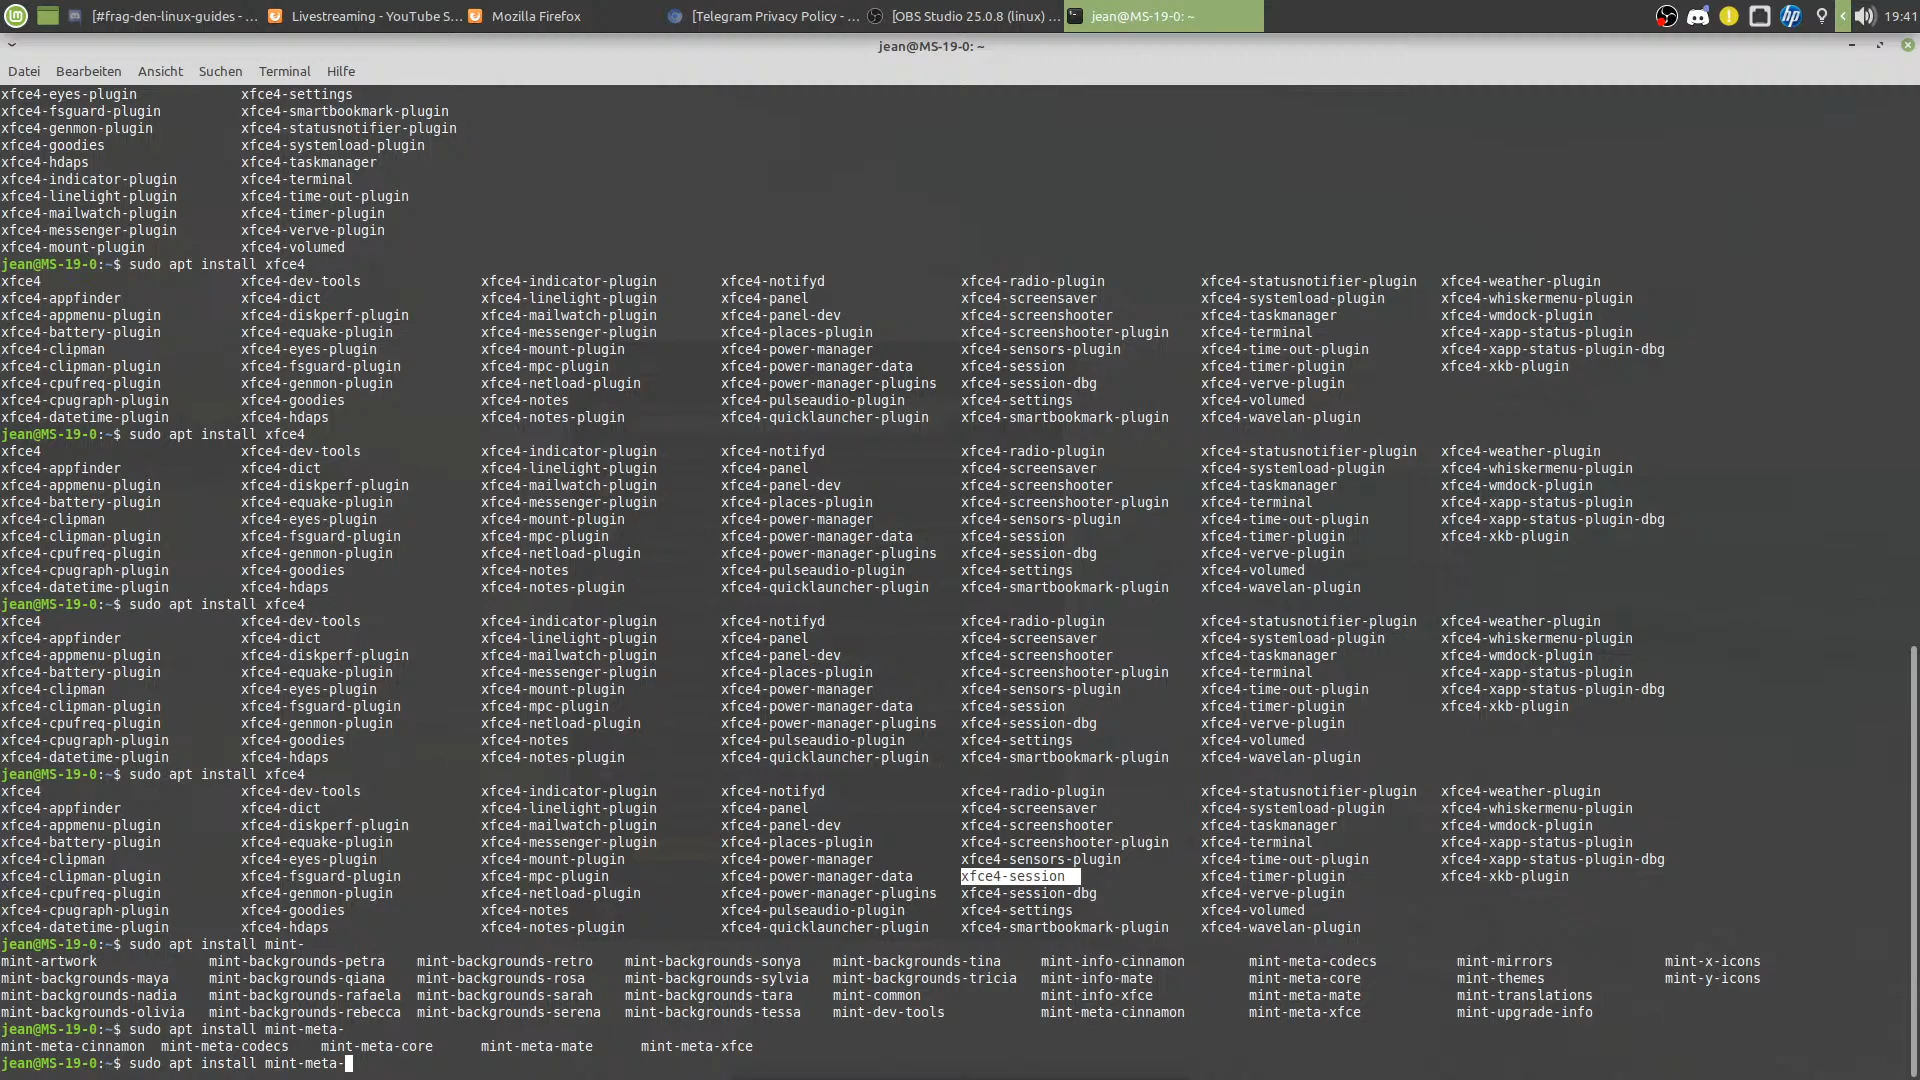 [#frag-den-linux-guides - ... Livestreaming - YouTube S... Mozilla Firefox [Telegram Privacy Policy - ... [OBS Studio 25.0.8 (linux) ... jean@MS-19-0: ~ 19:41
jean@MS-19-0: ~
Datei Bearbeiten Ansicht Suchen Terminal Hilfe
xfce4-eyes-plugin xfce4-settings
xfce4-fsguard-plugin xfce4-smartbookmark-plugin
xfce4-genmon-plugin xfce4-statusnotifier-plugin
xfce4-goodies xfce4-systemload-plugin
xfce4-hdaps xfce4-taskmanager
xfce4-indicator-plugin xfce4-terminal
xfce4-linelight-plugin xfce4-time-out-plugin
xfce4-mailwatch-plugin xfce4-timer-plugin
xfce4-messenger-plugin xfce4-verve-plugin
xfce4-mount-plugin xfce4-volumed
jean@MS-19-0:~$ sudo apt install xfce4
xfce4 xfce4-dev-tools xfce4-indicator-plugin xfce4-notifyd xfce4-radio-plugin xfce4-statusnotifier-plugin xfce4-weather-plugin
xfce4-appfinder xfce4-dict xfce4-linelight-plugin xfce4-panel xfce4-screensaver xfce4-systemload-plugin xfce4-whiskermenu-plugin
xfce4-appmenu-plugin xfce4-diskperf-plugin xfce4-mailwatch-plugin xfce4-panel-dev xfce4-screenshooter xfce4-taskmanager xfce4-wmdock-plugin
xfce4-battery-plugin xfce4-equake-plugin xfce4-messenger-plugin xfce4-places-plugin xfce4-screenshooter-plugin xfce4-terminal xfce4-xapp-status-plugin
xfce4-clipman xfce4-eyes-plugin xfce4-mount-plugin xfce4-power-manager xfce4-sensors-plugin xfce4-time-out-plugin xfce4-xapp-status-plugin-dbg
xfce4-clipman-plugin xfce4-fsguard-plugin xfce4-mpc-plugin xfce4-power-manager-data xfce4-session xfce4-timer-plugin xfce4-xkb-plugin
xfce4-cpufreq-plugin xfce4-genmon-plugin xfce4-netload-plugin xfce4-power-manager-plugins xfce4-session-dbg xfce4-verve-plugin
xfce4-cpugraph-plugin xfce4-goodies xfce4-notes xfce4-pulseaudio-plugin xfce4-settings xfce4-volumed
xfce4-datetime-plugin xfce4-hdaps xfce4-notes-plugin xfce4-quicklauncher-plugin xfce4-smartbookmark-plugin xfce4-wavelan-plugin
jean@MS-19-0:~$ sudo apt install xfce4
xfce4 xfce4-dev-tools xfce4-indicator-plugin xfce4-notifyd xfce4-radio-plugin xfce4-statusnotifier-plugin xfce4-weather-plugin
xfce4-appfinder xfce4-dict xfce4-linelight-plugin xfce4-panel xfce4-screensaver xfce4-systemload-plugin xfce4-whiskermenu-plugin
xfce4-appmenu-plugin xfce4-diskperf-plugin xfce4-mailwatch-plugin xfce4-panel-dev xfce4-screenshooter xfce4-taskmanager xfce4-wmdock-plugin
xfce4-battery-plugin xfce4-equake-plugin xfce4-messenger-plugin xfce4-places-plugin xfce4-screenshooter-plugin xfce4-terminal xfce4-xapp-status-plugin
xfce4-clipman xfce4-eyes-plugin xfce4-mount-plugin xfce4-power-manager xfce4-sensors-plugin xfce4-time-out-plugin xfce4-xapp-status-plugin-dbg
xfce4-clipman-plugin xfce4-fsguard-plugin xfce4-mpc-plugin xfce4-power-manager-data xfce4-session xfce4-timer-plugin xfce4-xkb-plugin
xfce4-cpufreq-plugin xfce4-genmon-plugin xfce4-netload-plugin xfce4-power-manager-plugins xfce4-session-dbg xfce4-verve-plugin
xfce4-cpugraph-plugin xfce4-goodies xfce4-notes xfce4-pulseaudio-plugin xfce4-settings xfce4-volumed
xfce4-datetime-plugin xfce4-hdaps xfce4-notes-plugin xfce4-quicklauncher-plugin xfce4-smartbookmark-plugin xfce4-wavelan-plugin
jean@MS-19-0:~$ sudo apt install xfce4
xfce4 xfce4-dev-tools xfce4-indicator-plugin xfce4-notifyd xfce4-radio-plugin xfce4-statusnotifier-plugin xfce4-weather-plugin
xfce4-appfinder xfce4-dict xfce4-linelight-plugin xfce4-panel xfce4-screensaver xfce4-systemload-plugin xfce4-whiskermenu-plugin
xfce4-appmenu-plugin xfce4-diskperf-plugin xfce4-mailwatch-plugin xfce4-panel-dev xfce4-screenshooter xfce4-taskmanager xfce4-wmdock-plugin
xfce4-battery-plugin xfce4-equake-plugin xfce4-messenger-plugin xfce4-places-plugin xfce4-screenshooter-plugin xfce4-terminal xfce4-xapp-status-plugin
xfce4-clipman xfce4-eyes-plugin xfce4-mount-plugin xfce4-power-manager xfce4-sensors-plugin xfce4-time-out-plugin xfce4-xapp-status-plugin-dbg
xfce4-clipman-plugin xfce4-fsguard-plugin xfce4-mpc-plugin xfce4-power-manager-data xfce4-session xfce4-timer-plugin xfce4-xkb-plugin
xfce4-cpufreq-plugin xfce4-genmon-plugin xfce4-netload-plugin xfce4-power-manager-plugins xfce4-session-dbg xfce4-verve-plugin
xfce4-cpugraph-plugin xfce4-goodies xfce4-notes xfce4-pulseaudio-plugin xfce4-settings xfce4-volumed
xfce4-datetime-plugin xfce4-hdaps xfce4-notes-plugin xfce4-quicklauncher-plugin xfce4-smartbookmark-plugin xfce4-wavelan-plugin
jean@MS-19-0:~$ sudo apt install xfce4
xfce4 xfce4-dev-tools xfce4-indicator-plugin xfce4-notifyd xfce4-radio-plugin xfce4-statusnotifier-plugin xfce4-weather-plugin
xfce4-appfinder xfce4-dict xfce4-linelight-plugin xfce4-panel xfce4-screensaver xfce4-systemload-plugin xfce4-whiskermenu-plugin
xfce4-appmenu-plugin xfce4-diskperf-plugin xfce4-mailwatch-plugin xfce4-panel-dev xfce4-screenshooter xfce4-taskmanager xfce4-wmdock-plugin
xfce4-battery-plugin xfce4-equake-plugin xfce4-messenger-plugin xfce4-places-plugin xfce4-screenshooter-plugin xfce4-terminal xfce4-xapp-status-plugin
xfce4-clipman xfce4-eyes-plugin xfce4-mount-plugin xfce4-power-manager xfce4-sensors-plugin xfce4-time-out-plugin xfce4-xapp-status-plugin-dbg
xfce4-clipman-plugin xfce4-fsguard-plugin xfce4-mpc-plugin xfce4-power-manager-data xfce4-session xfce4-timer-plugin xfce4-xkb-plugin
xfce4-cpufreq-plugin xfce4-genmon-plugin xfce4-netload-plugin xfce4-power-manager-plugins xfce4-session-dbg xfce4-verve-plugin
xfce4-cpugraph-plugin xfce4-goodies xfce4-notes xfce4-pulseaudio-plugin xfce4-settings xfce4-volumed
xfce4-datetime-plugin xfce4-hdaps xfce4-notes-plugin xfce4-quicklauncher-plugin xfce4-smartbookmark-plugin xfce4-wavelan-plugin
jean@MS-19-0:~$ sudo apt install mint-
mint-artwork mint-backgrounds-petra mint-backgrounds-retro mint-backgrounds-sonya mint-backgrounds-tina mint-info-cinnamon mint-meta-codecs mint-mirrors mint-x-icons
mint-backgrounds-maya mint-backgrounds-qiana mint-backgrounds-rosa mint-backgrounds-sylvia mint-backgrounds-tricia mint-info-mate mint-meta-core mint-themes mint-y-icons
mint-backgrounds-nadia mint-backgrounds-rafaela mint-backgrounds-sarah mint-backgrounds-tara mint-common mint-info-xfce mint-meta-mate mint-translations
mint-backgrounds-olivia mint-backgrounds-rebecca mint-backgrounds-serena mint-backgrounds-tessa mint-dev-tools mint-meta-cinnamon mint-meta-xfce mint-upgrade-info
jean@MS-19-0:~$ sudo apt install mint-meta-
mint-meta-cinnamon mint-meta-codecs mint-meta-core mint-meta-mate mint-meta-xfce
jean@MS-19-0:~$ sudo apt install mint-meta-